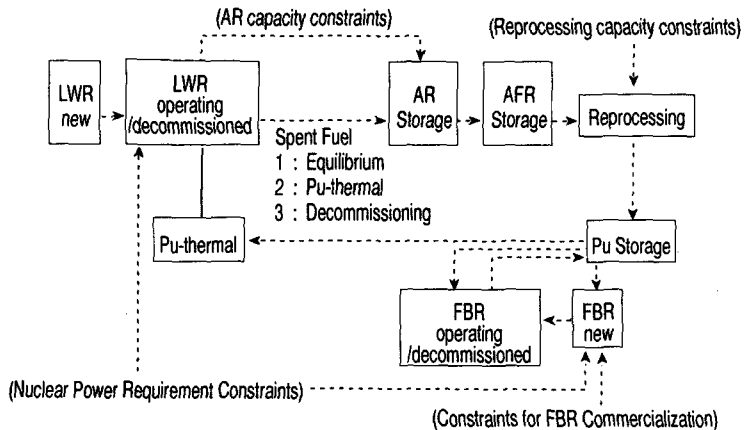 (AR capacity constraints)
(Reprocessing capacity constraints)
LWR
new
LWR
operating
/decommissioned
AR
Storage
AFR
Storage
Reprocessing
Spent Fuel
1 : Equilibrium
2 : Pu-thermal
3 : Decommissioning
Pu-thermal
Pu Storage
FBR
operating
/decommissioned
FBR
new
(Nuclear Power Requirement Constraints)
(Constraints for FBR Commercialization)